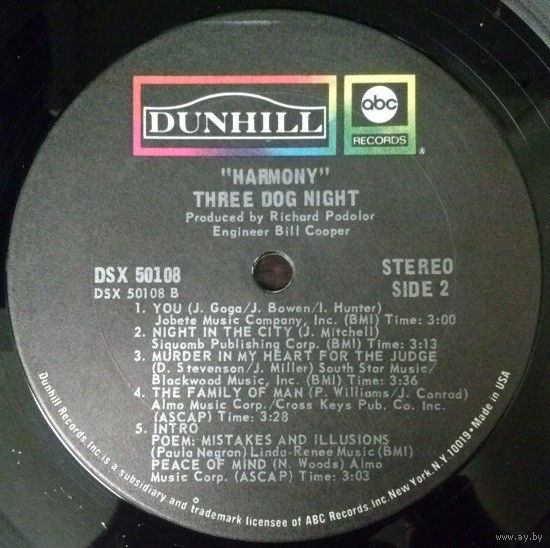 DUNHILL
abc
RECORDS
®
"HARMONY"
THREE DOG NIGHT
Produced by Richard Podolor
Engineer Bill Cooper
DSX 50108
DSX 50108 B
STEREO
SIDE 2
1. YOU (J. Goga/J. Bowen/I. Hunter)
Jobete Music Company, Inc. (BMI) Time: 3:00
2. NIGHT IN THE CITY (J. Mitchell)
Siquomb Publishing Corp. (BMI) Time: 3:13
3. MURDER IN MY HEART FOR THE JUDGE
(D. Stevenson/J. Miller) South Star Music/
Blackwood Music, Inc. (BMI) Time: 3:36
4. THE FAMILY OF MAN (P. Williams/J. Conrad)
Almo Music Corp./Cross Keys Pub. Co. Inc.
(ASCAP) Time: 3:28
5. INTRO
POEM: MISTAKES AND ILLUSIONS
(Paula Negron) Linda-Renee Music (BMI)
PEACE OF MIND (N. Woods) Almo
Music Corp. (ASCAP) Time: 3:03
Dunhill Records, Inc. is a subsidiary and trademark licensee of ABC Records, Inc. New York, N.Y. 10019 • Made in USA
www.ay.by